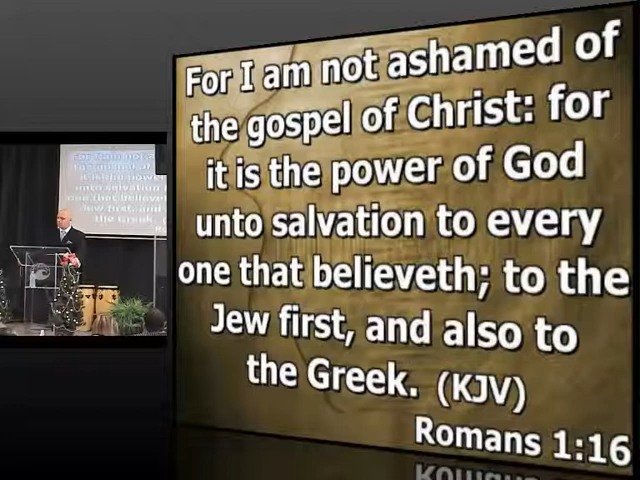 For I am not ashamed of
the gospel of Christ: for
it is the power of God
unto salvation to every
one that believeth; to the
Jew first, and also to
the Greek. (KJV)
Romans 1:16